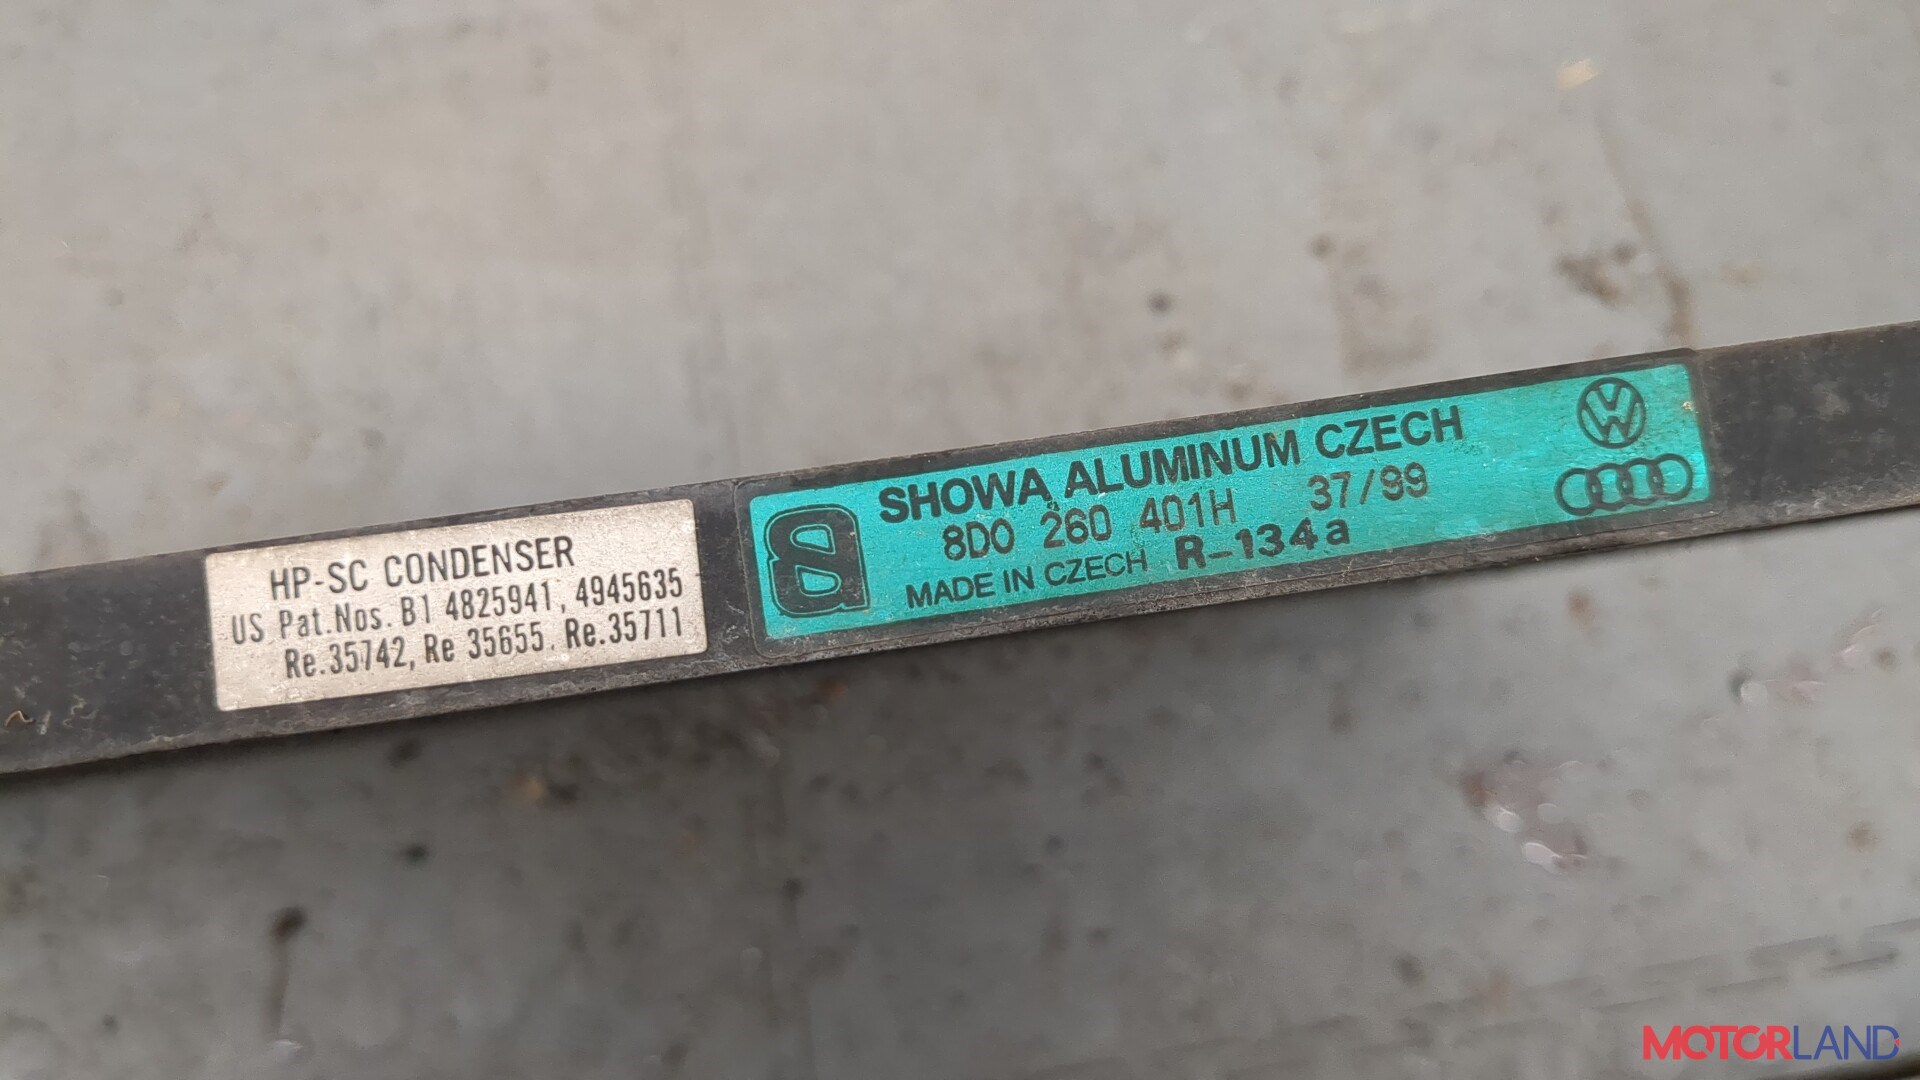 HP-SC CONDENSER
US Pat.Nos. B1 4825941, 4945635
Re.35742, Re 35655. Re.35711
SHOWA ALUMINUM CZECH
8D0 260 401H 37/99
MADE IN CZECH R-134a
MOTORLAND